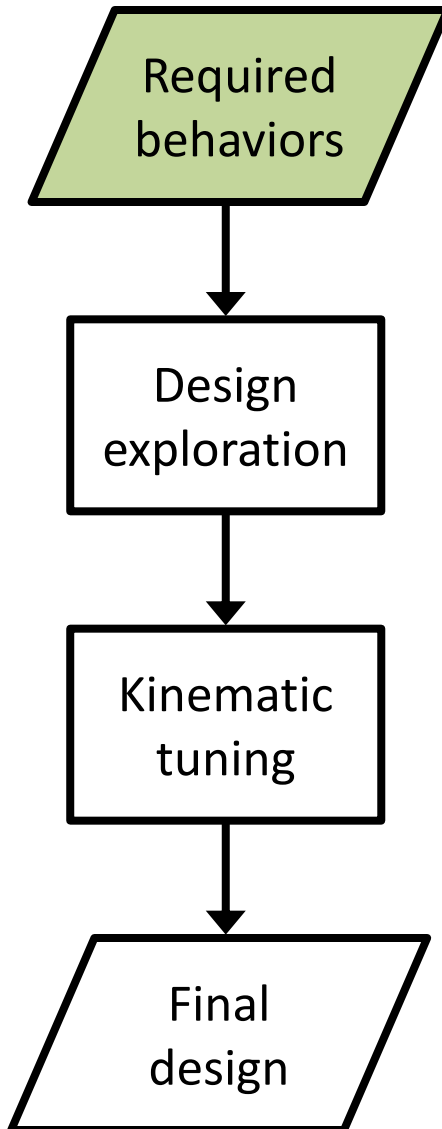 Required
behaviors
Design
exploration
Kinematic
tuning
Final
design